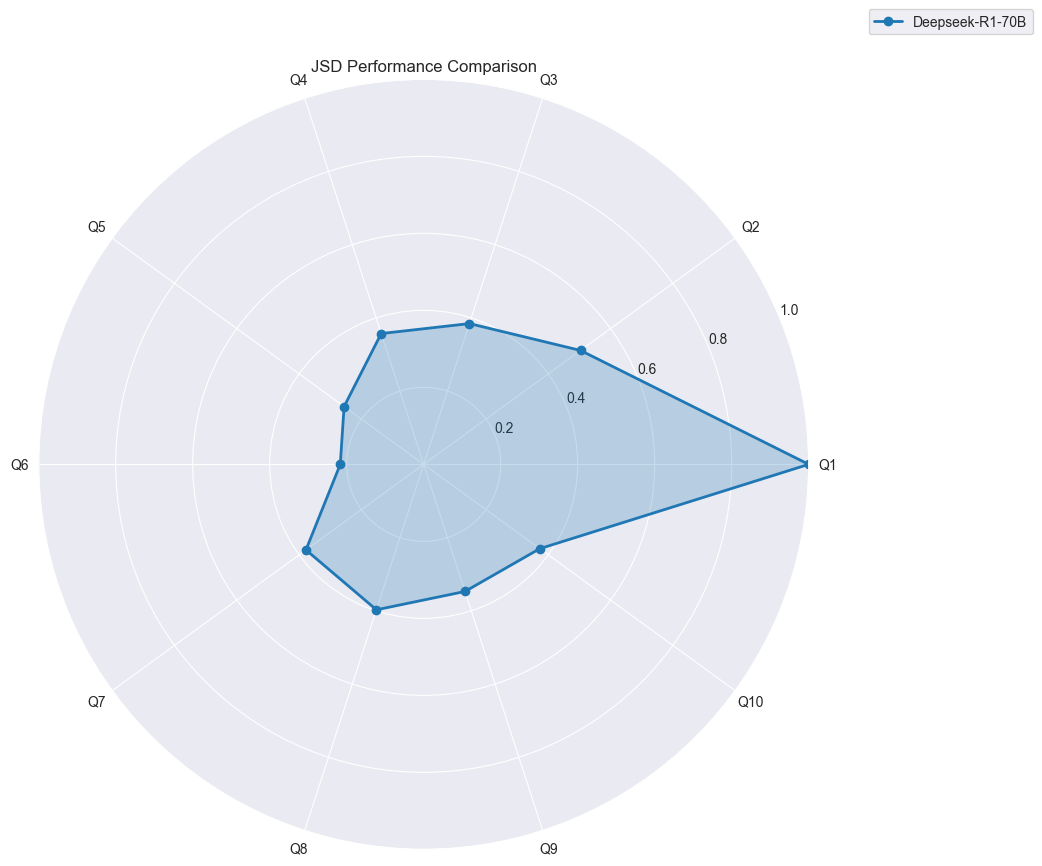 Deepseek-R1-70B
JSD Performance Comparison
Q4
Q3
Q5
Q2
1.0
0.8
0.6
0.4
0.2
Q6
Q1
Q7
Q10
Q8
Q9